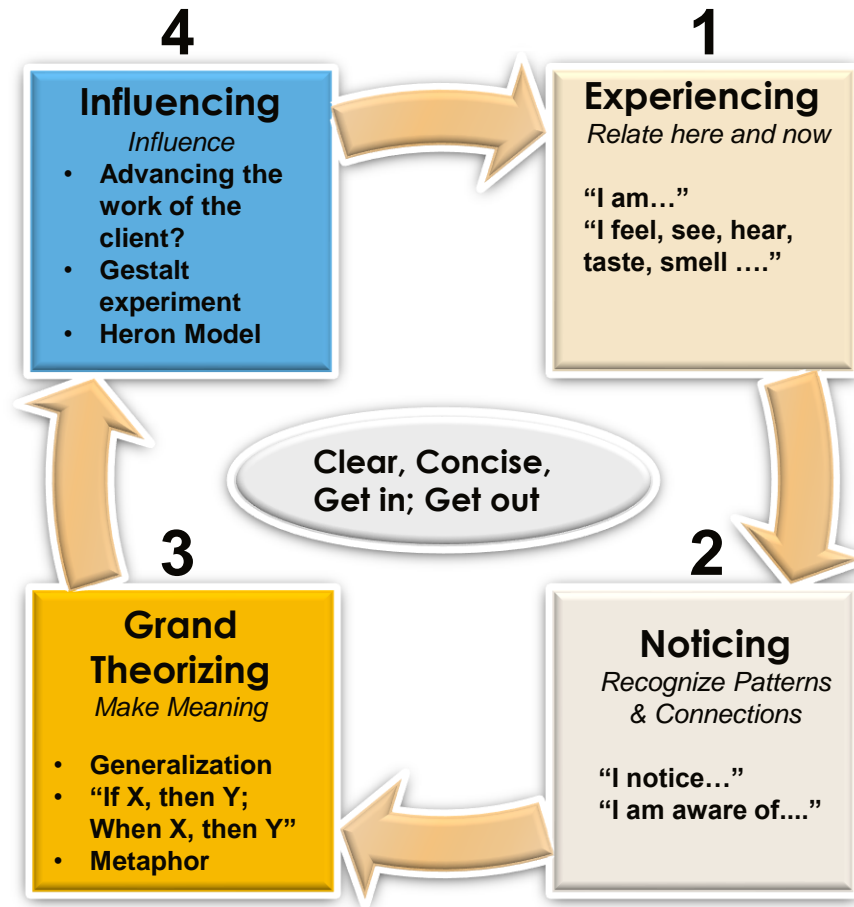 4
Influencing
Influence
• Advancing the
work of the
client?
• Gestalt
experiment
• Heron Model
1
Experiencing
Relate here and now
“I am…”
“I feel, see, hear,
taste, smell ….”
Clear, Concise,
Get in; Get out
3
Grand
Theorizing
Make Meaning
• Generalization
• “If X, then Y;
When X, then Y”
• Metaphor
2
Noticing
Recognize Patterns
& Connections
“I notice…”
“I am aware of....”